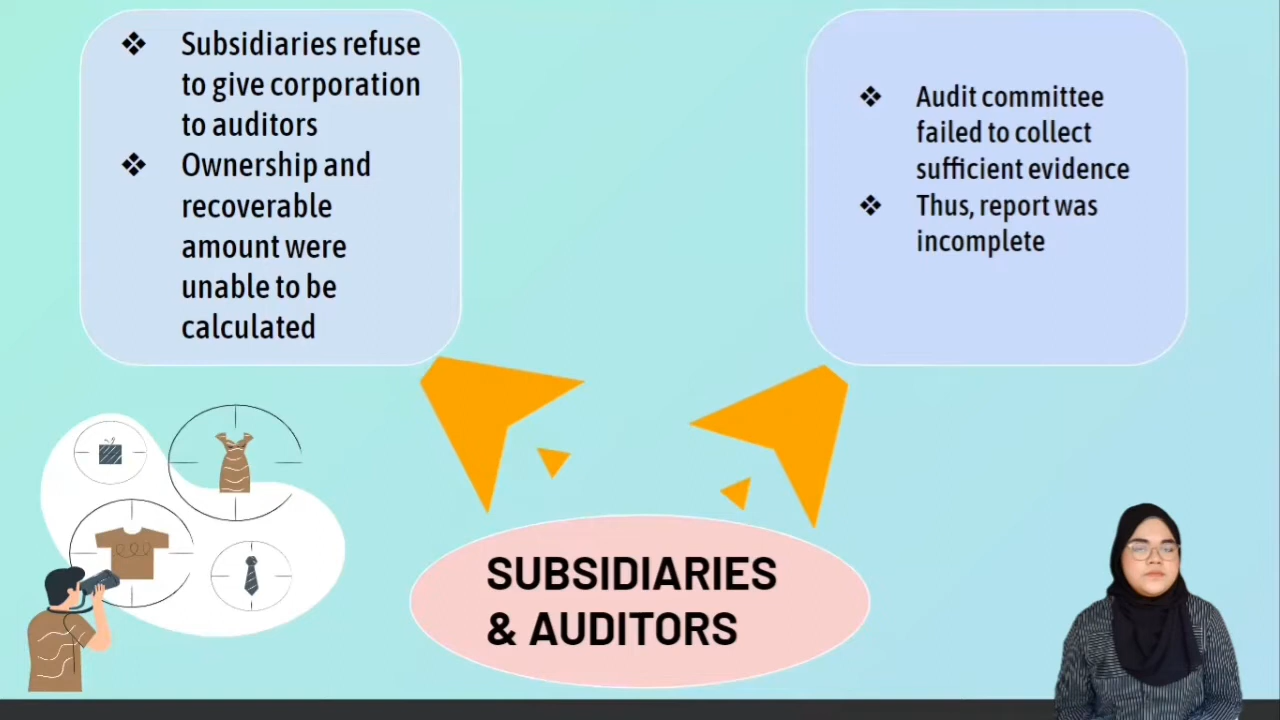 ❖ Subsidiaries refuse
to give corporation
to auditors
❖ Ownership and
recoverable
amount were
unable to be
calculated
❖ Audit committee
failed to collect
sufficient evidence
❖ Thus, report was
incomplete
SUBSIDIARIES
& AUDITORS